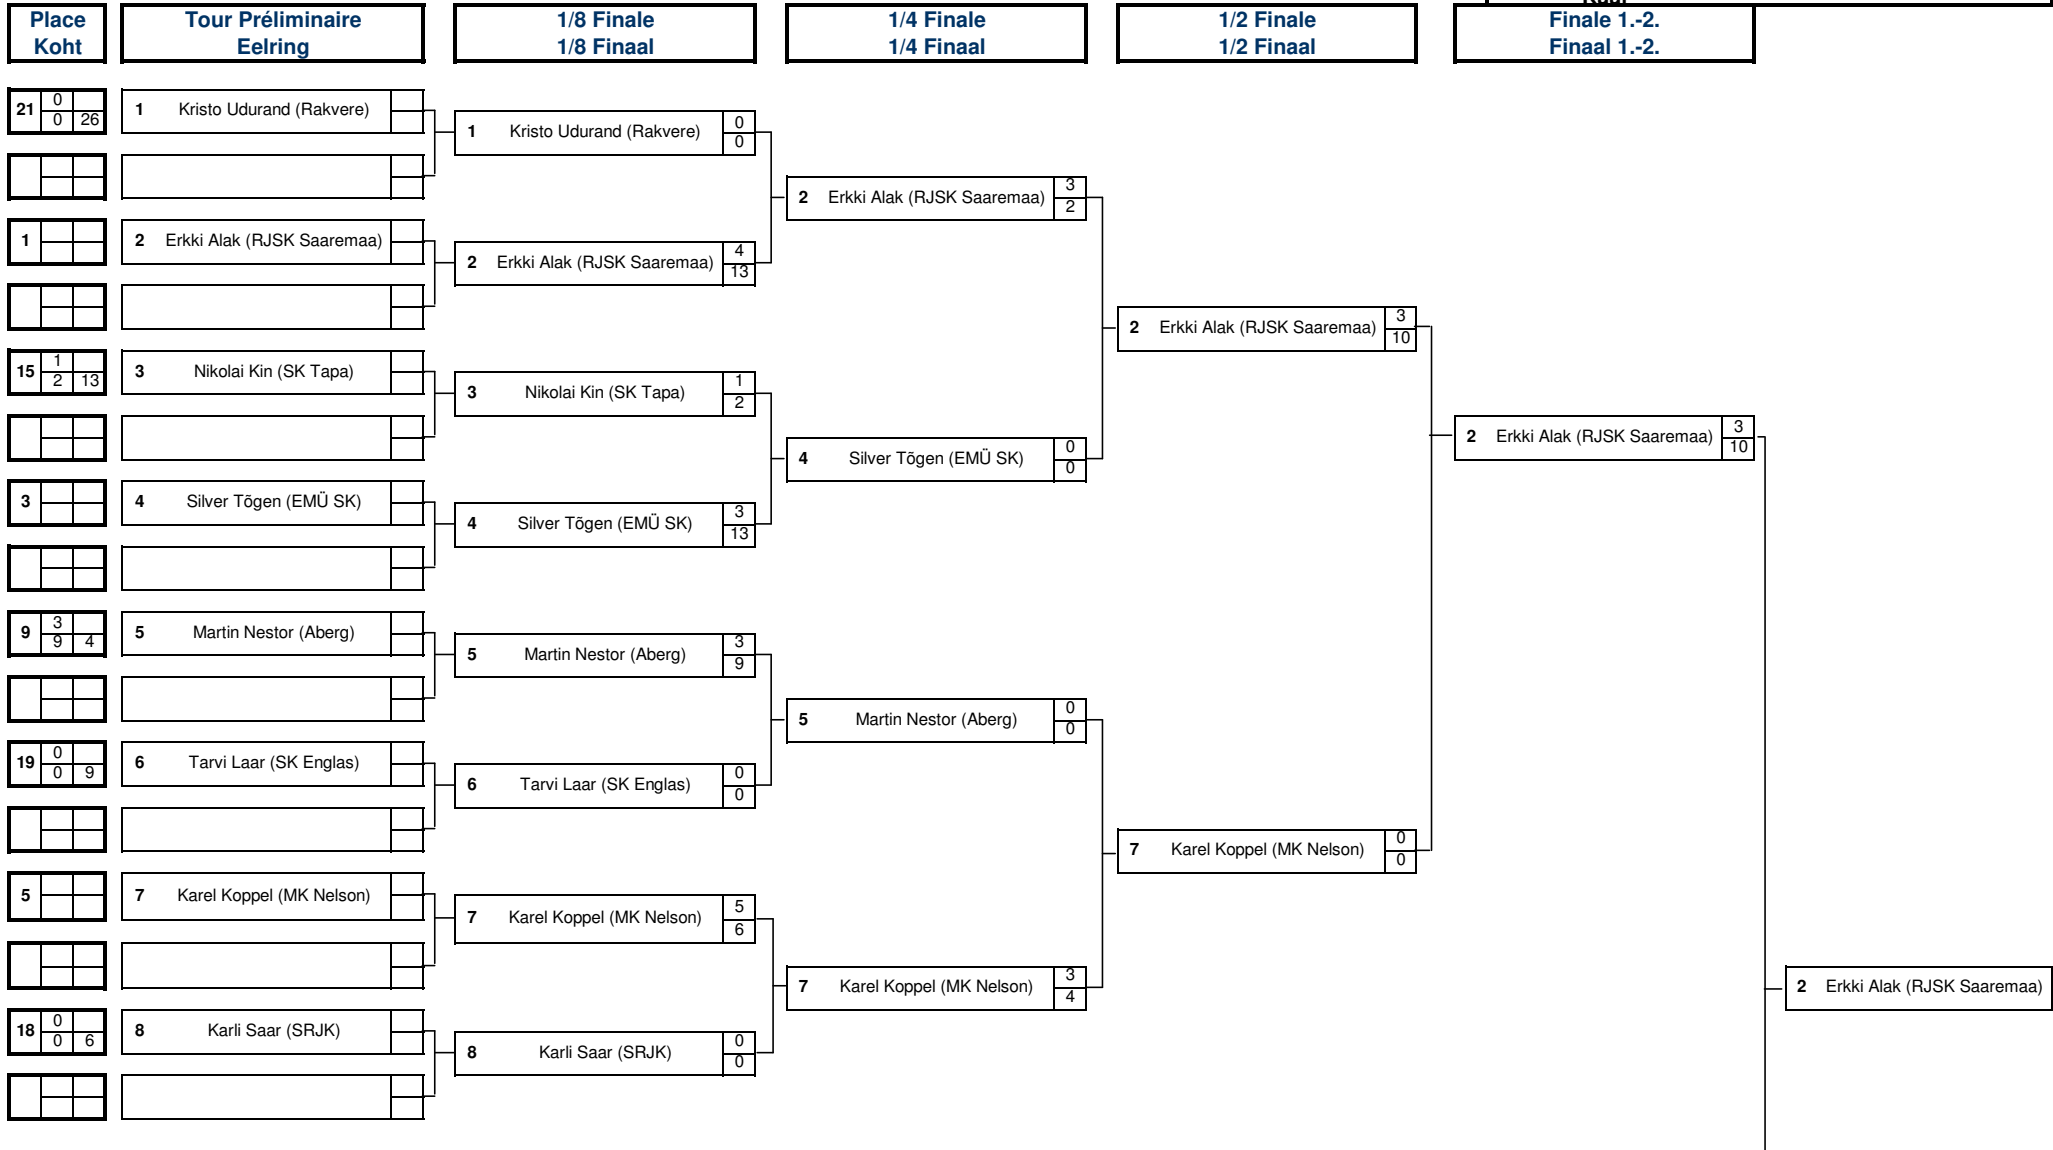 Place
Koht
Tour Préliminaire
Eelring
1/8 Finale
1/8 Finaal
1/4 Finale
1/4 Finaal
1/2 Finale
1/2 Finaal
Finale 1.-2.
Finaal 1.-2.
21 0
0 26
1 Kristo Udurand (Rakvere)
1 Kristo Udurand (Rakvere) 0
0
2 Erkki Alak (RJSK Saaremaa) 3
2
1
2 Erkki Alak (RJSK Saaremaa)
2 Erkki Alak (RJSK Saaremaa) 4
13
2 Erkki Alak (RJSK Saaremaa) 3
10
15 1
2 13
3 Nikolai Kin (SK Tapa)
3 Nikolai Kin (SK Tapa) 1
2
2 Erkki Alak (RJSK Saaremaa) 3
10
4 Silver Tõgen (EMÜ SK) 0
0
3
4 Silver Tõgen (EMÜ SK)
4 Silver Tõgen (EMÜ SK) 3
13
9 3
9 4
5 Martin Nestor (Aberg)
5 Martin Nestor (Aberg) 3
9
5 Martin Nestor (Aberg) 0
0
19 0
0 9
6 Tarvi Laar (SK Englas)
6 Tarvi Laar (SK Englas) 0
0
7 Karel Koppel (MK Nelson) 0
0
5
7 Karel Koppel (MK Nelson)
7 Karel Koppel (MK Nelson) 5
6
7 Karel Koppel (MK Nelson) 3
4
2 Erkki Alak (RJSK Saaremaa)
18 0
0 6
8 Karli Saar (SRJK)
8 Karli Saar (SRJK) 0
0